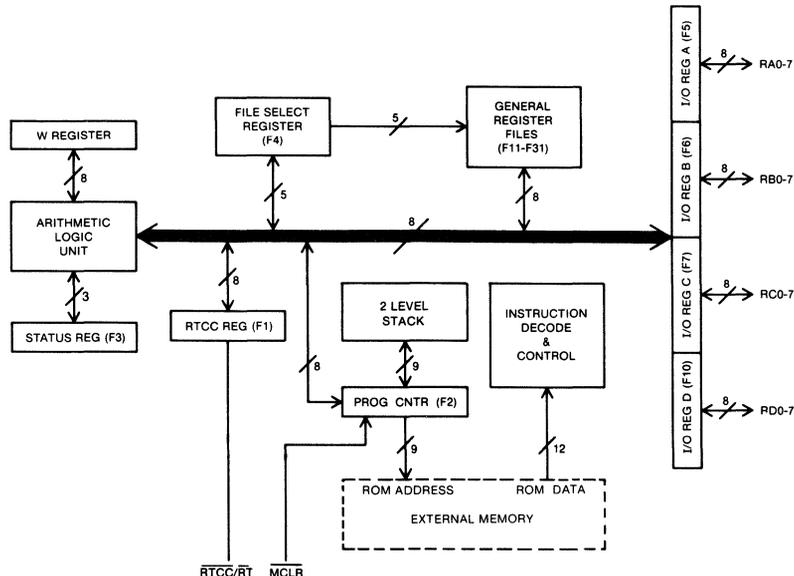 W REGISTER
8
ARITHMETIC
LOGIC
UNIT
3
STATUS REG (F3)
FILE SELECT
REGISTER
(F4)
5
5
GENERAL
REGISTER
FILES
(F11-F31)
8
8
8
RTCC REG (F1)
8
2 LEVEL
STACK
9
PROG CNTR (F2)
9
INSTRUCTION
DECODE
&
CONTROL
12
ROM ADDRESS
ROM DATA
EXTERNAL MEMORY
RTCC/RT
MCLR
I/O REG A (F5)
8
RA0-7
I/O REG B (F6)
8
RB0-7
I/O REG C (F7)
8
RC0-7
I/O REG D (F10)
8
RD0-7